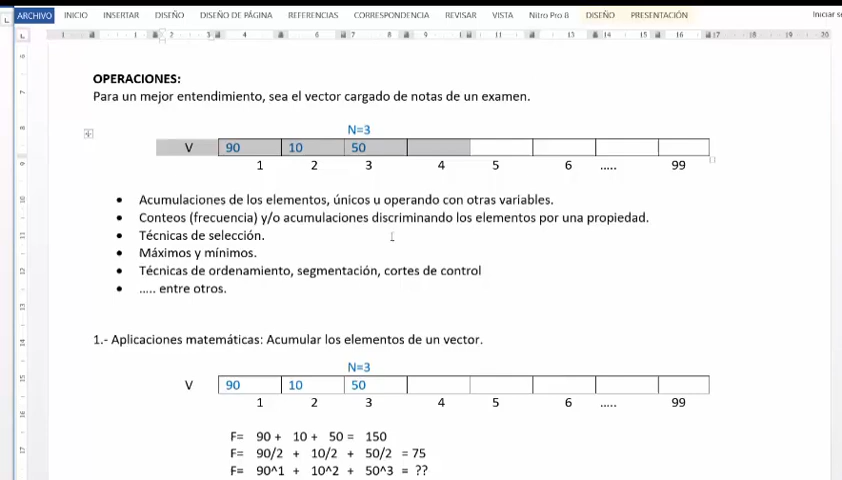 ARCHIVO INICIO INSERTAR DISEÑO DISEÑO DE PÁGINA REFERENCIAS CORRESPONDENCIA REVISAR VISTA Nitro Pro 8 DISEÑO PRESENTACIÓN Iniciar s
OPERACIONES:
Para un mejor entendimiento, sea el vector cargado de notas de un examen.
N=3
V 90 10 50
1 2 3 4 5 6 ..... 99
• Acumulaciones de los elementos, únicos u operando con otras variables.
• Conteos (frecuencia) y/o acumulaciones discriminando los elementos por una propiedad.
• Técnicas de selección.
• Máximos y mínimos.
• Técnicas de ordenamiento, segmentación, cortes de control
• ..... entre otros.
1.- Aplicaciones matemáticas: Acumular los elementos de un vector.
N=3
V 90 10 50
1 2 3 4 5 6 ..... 99
F= 90 + 10 + 50 = 150
F= 90/2 + 10/2 + 50/2 = 75
F= 90^1 + 10^2 + 50^3 = ??